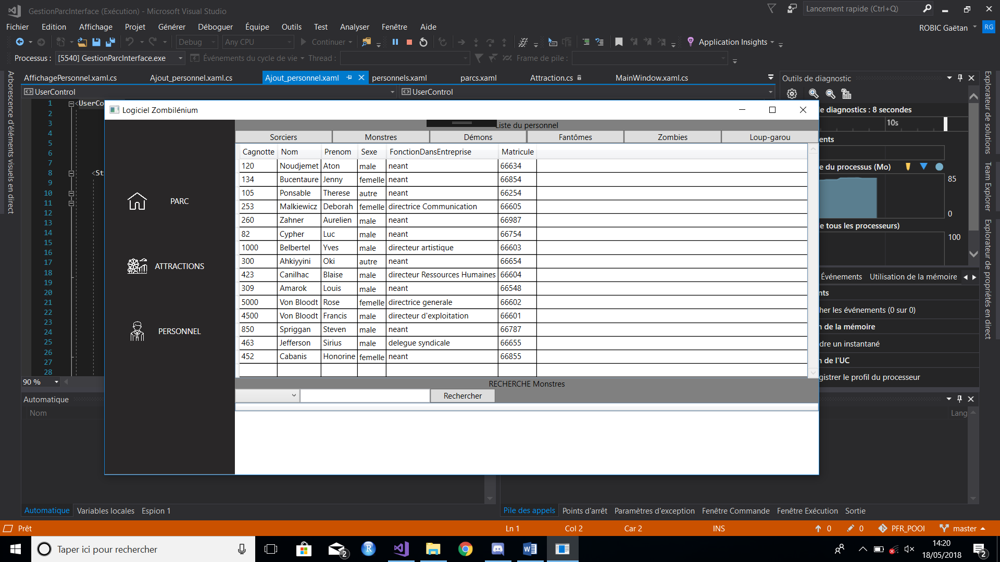 GestionParcInterface (Exécution) - Microsoft Visual Studio
Lancement rapide (Ctrl+Q)
Fichier Edition Affichage Projet Générer Déboguer Équipe Outils Test Analyser Fenêtre Aide
ROBIC Gaëtan RG
Debug Any CPU Continuer Application Insights
Processus : [5540] GestionParcInterface.exe Événements du cycle de vie Thread : Frame de pile :
Arborescence d'éléments visuels en direct
AffichagePersonnel.xaml.cs Ajout_personnel.xaml.cs Ajout_personnel.xaml personnels.xaml parcs.xaml Attraction.cs MainWindow.xaml.cs
UserControl UserControl
1 <UserCo
2
3
4
5
6
7
8 <St
9
10
11
12
13
14
15
16
17
18
19
20
21
22
23
24
25
26
27
28
90 %
Logiciel Zombilénium
PARC
ATTRACTIONS
PERSONNEL
Liste du personnel
Sorciers Monstres Démons Fantômes Zombies Loup-garou
Cagnotte Nom Prenom Sexe FonctionDansEntreprise Matricule
120 Noudjemet Aton male neant 66634
134 Bucentaure Jenny femelle neant 66854
105 Ponsable Therese autre neant 66254
253 Malkiewicz Deborah femelle directrice Communication 66605
260 Zahner Aurelien male neant 66987
82 Cypher Luc male neant 66754
1000 Belbertel Yves male directeur artistique 66603
300 Ahkiyyini Oki autre neant 66654
423 Canilhac Blaise male directeur Ressources Humaines 66604
309 Amarok Louis male neant 66548
5000 Von Bloodt Rose femelle directrice generale 66602
4500 Von Bloodt Francis male directeur d'exploitation 66601
850 Spriggan Steven male neant 66787
463 Jefferson Sirius male delegue syndicale 66655
452 Cabanis Honorine femelle neant 66855
RECHERCHE Monstres
Rechercher
Outils de diagnostic
de diagnostics : 8 secondes
10s
ents
e du processus (Mo)
85
0
e tous les processeurs)
100
Événements Utilisation de la mémoire
nts
her les événements (0 sur 0)
n de la mémoire
dre un instantané
n de l'UC
gistrer le profil du processeur
Explorateur de solutions
Team Explorer
Explorateur de propriétés en direct
Automatique
Nom
Lang
Automatique Variables locales Espion 1
Pile des appels Points d'arrêt Paramètres d'exception Fenêtre Commande Fenêtre Exécution Sortie
Prêt Ln 1 Col 2 Car 2 INS 0 0 PFR_POOI master
Taper ici pour rechercher
2
R
14:20
18/05/2018
2